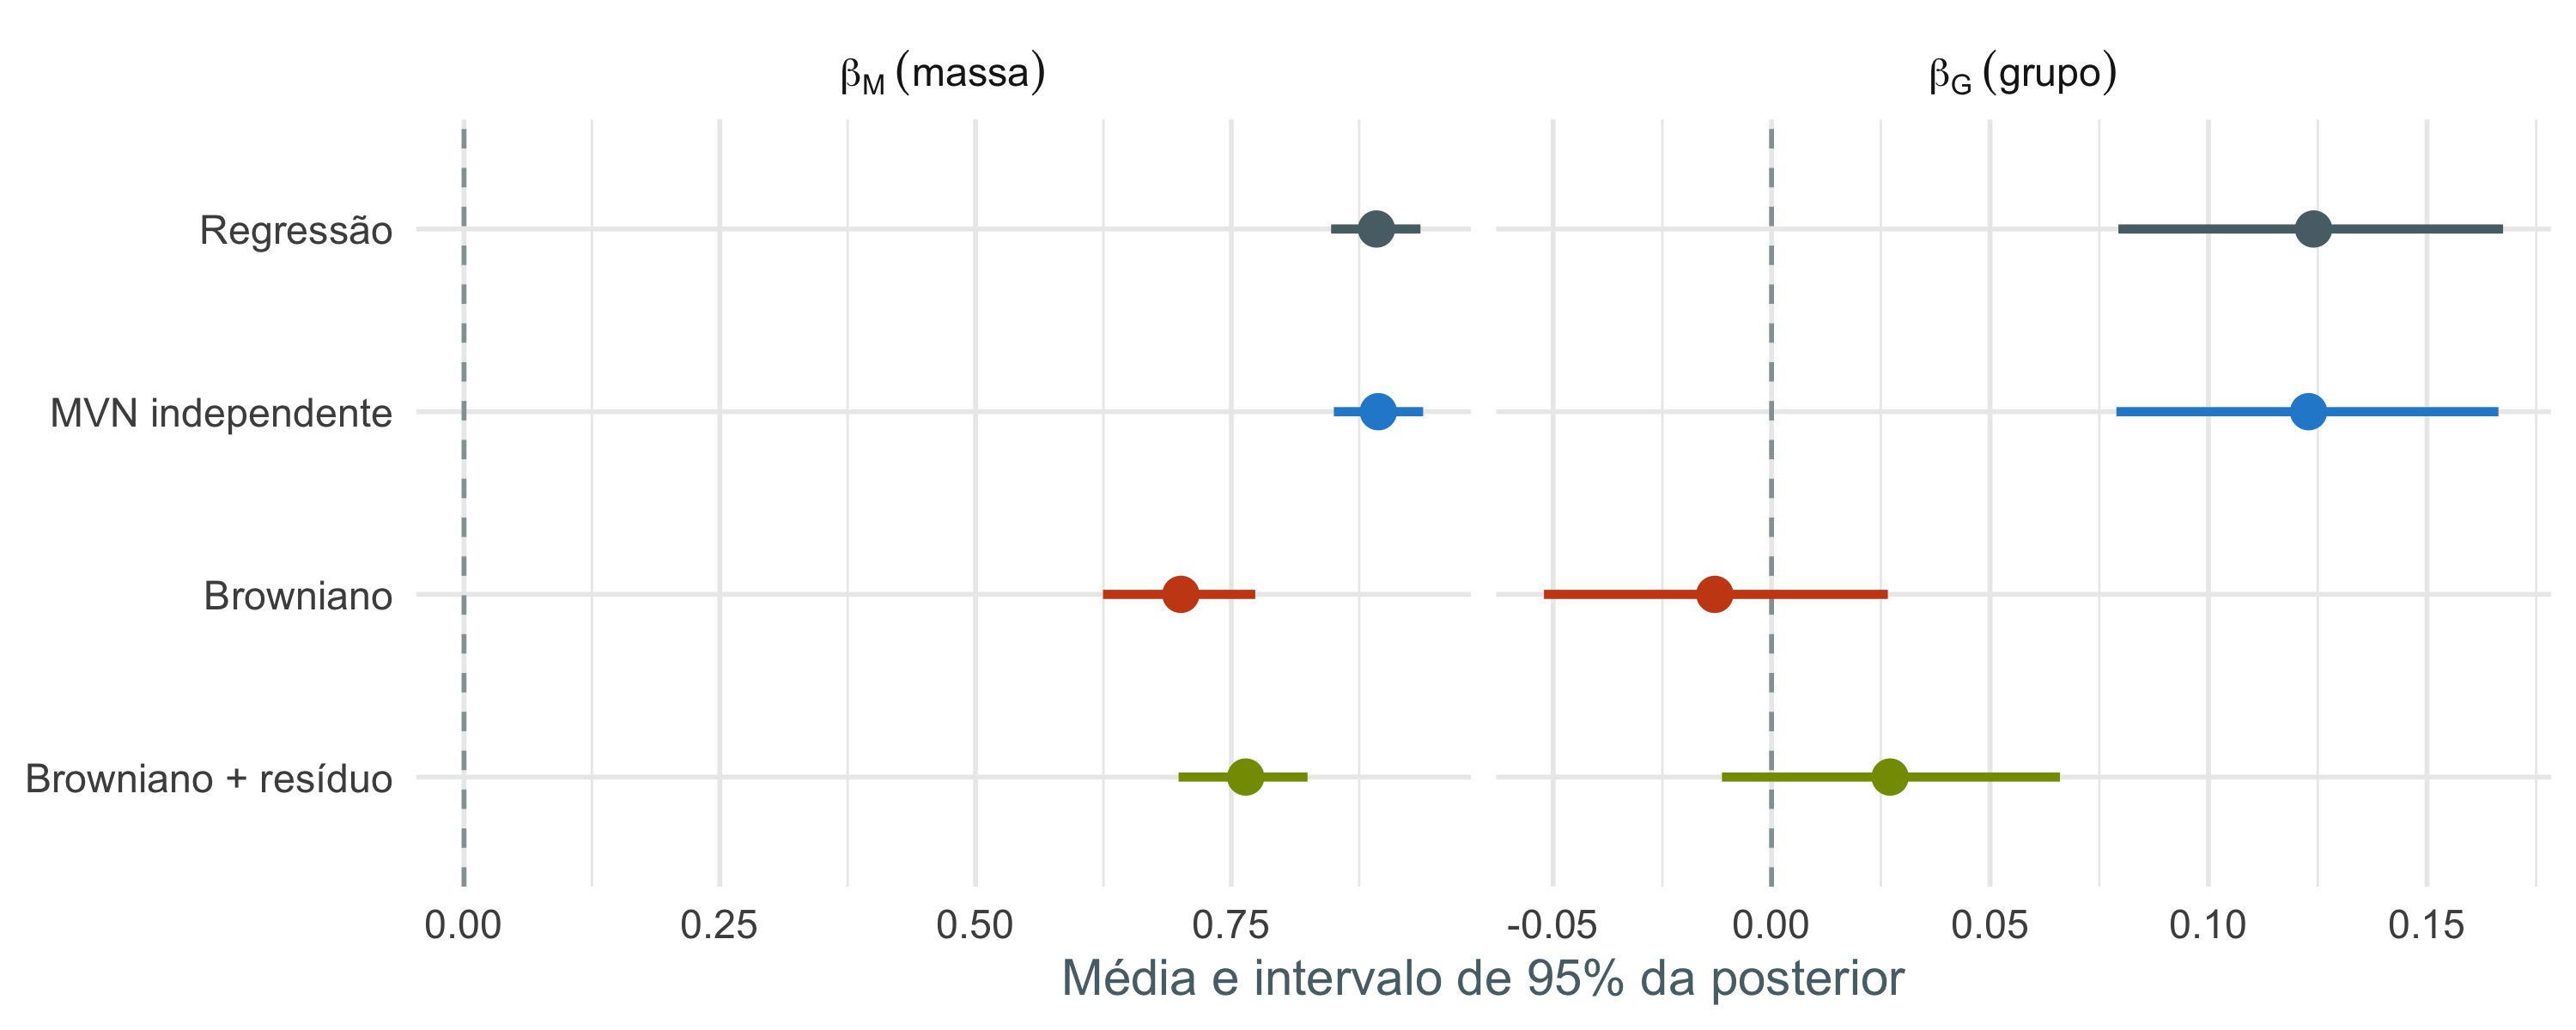 βM (massa)
βG (grupo)
Regressão
MVN independente
Browniano
Browniano + resíduo
0.00 0.25 0.50 0.75
-0.05 0.00 0.05 0.10 0.15
Média e intervalo de 95% da posterior